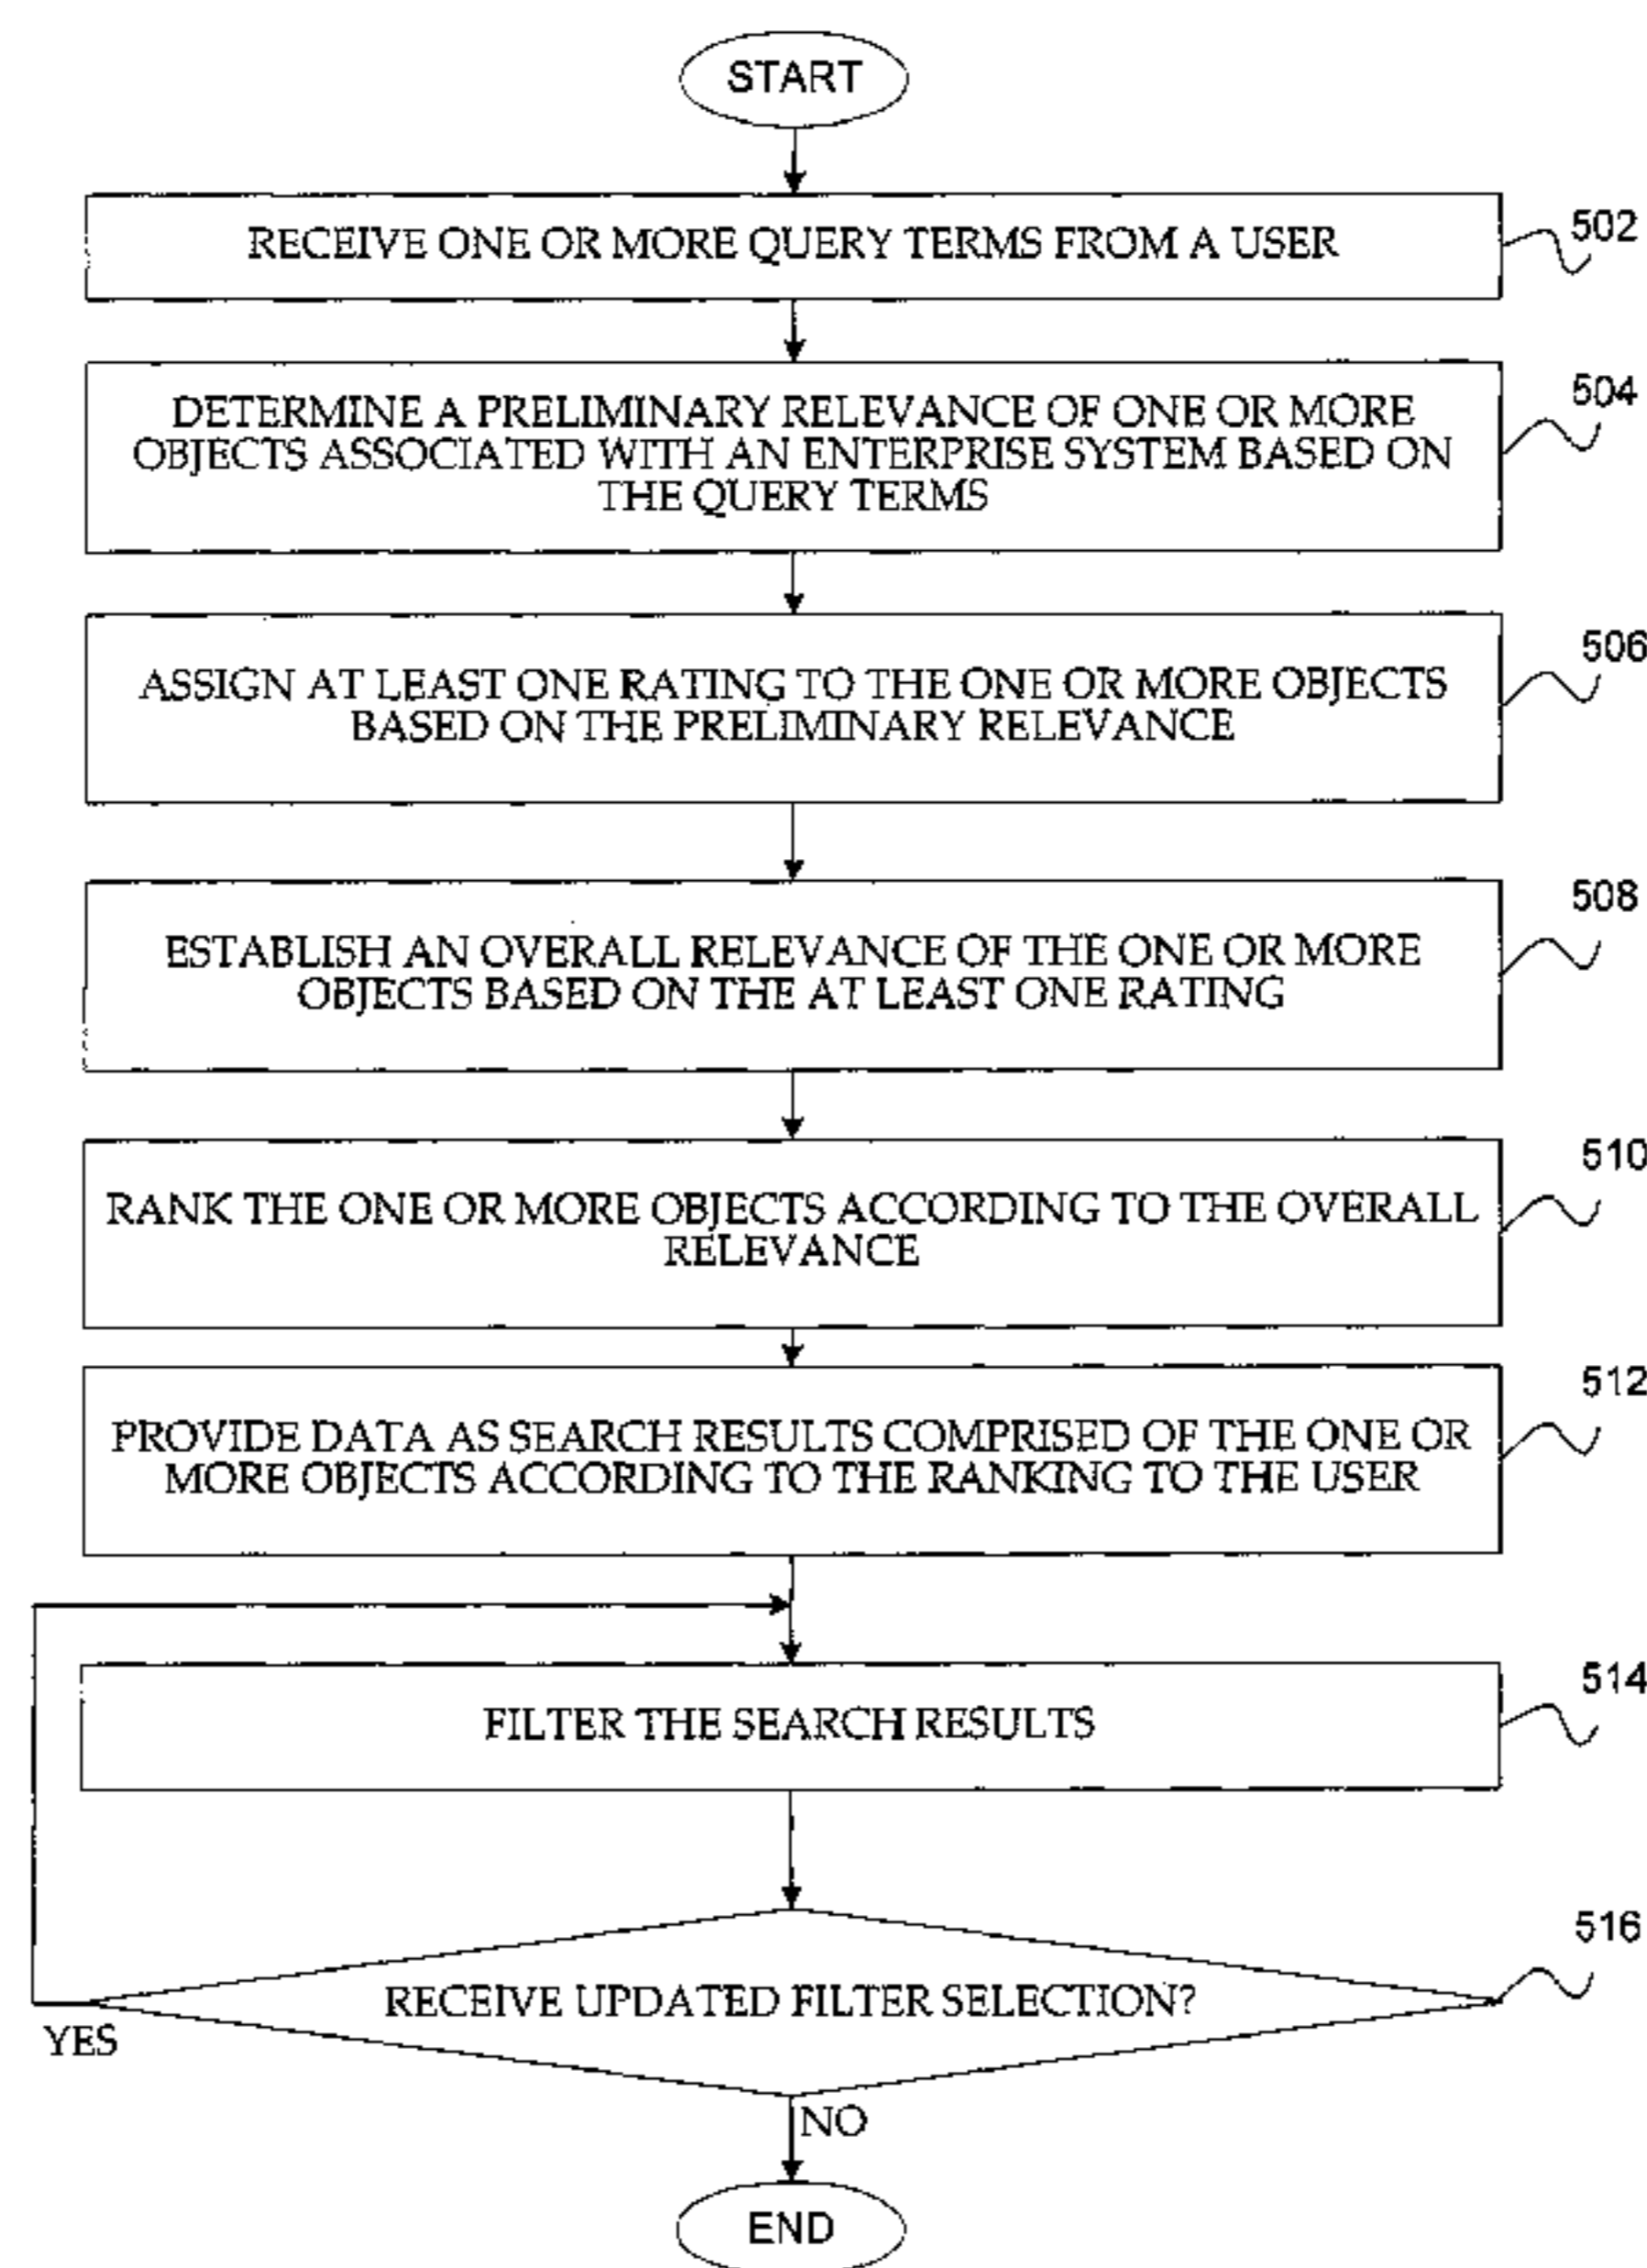 START
RECEIVE ONE OR MORE QUERY TERMS FROM A USER
502
DETERMINE A PRELIMINARY RELEVANCE OF ONE OR MORE
OBJECTS ASSOCIATED WITH AN ENTERPRISE SYSTEM BASED ON
THE QUERY TERMS
504
ASSIGN AT LEAST ONE RATING TO THE ONE OR MORE OBJECTS
BASED ON THE PRELIMINARY RELEVANCE
506
ESTABLISH AN OVERALL RELEVANCE OF THE ONE OR MORE
OBJECTS BASED ON THE AT LEAST ONE RATING
508
RANK THE ONE OR MORE OBJECTS ACCORDING TO THE OVERALL
RELEVANCE
510
PROVIDE DATA AS SEARCH RESULTS COMPRISED OF THE ONE OR
MORE OBJECTS ACCORDING TO THE RANKING TO THE USER
512
FILTER THE SEARCH RESULTS
514
RECEIVE UPDATED FILTER SELECTION?
516
YES
NO
END